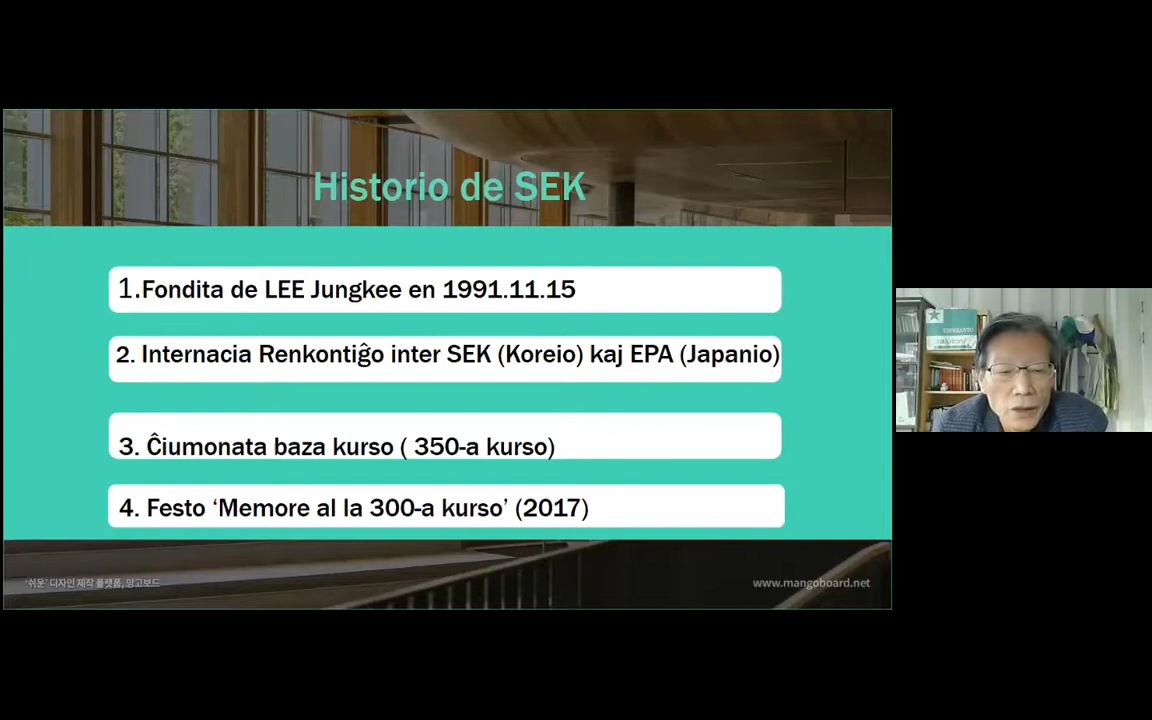 Historio de SEK
1.Fondita de LEE Jungkee en 1991.11.15
2. Internacia Renkontiĝo inter SEK (Koreio) kaj EPA (Japanio)
3. Ĉiumonata baza kurso ( 350-a kurso)
4. Festo ‘Memore al la 300-a kurso’ (2017)
'쉬운' 디자인 제작 플랫폼, 망고보드
www.mangoboard.net
ESPERANTO